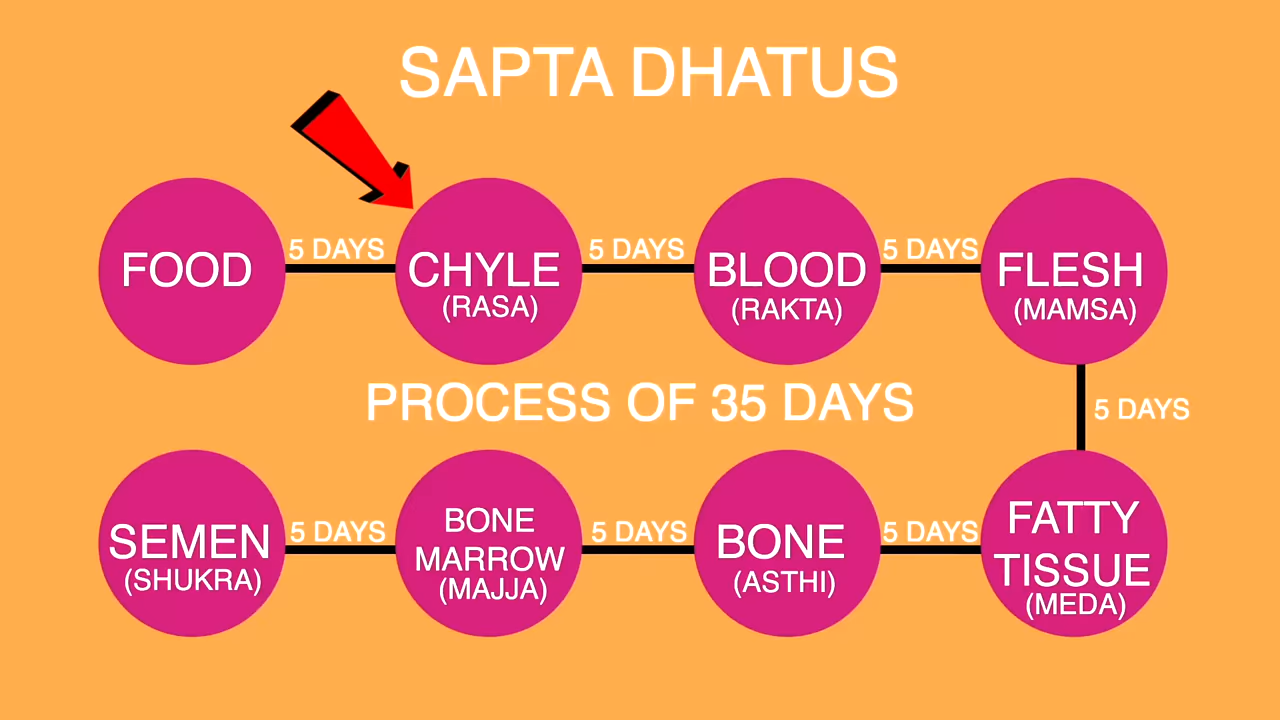 SAPTA DHATUS
FOOD
5 DAYS
CHYLE
(RASA)
5 DAYS
BLOOD
(RAKTA)
5 DAYS
FLESH
(MAMSA)
PROCESS OF 35 DAYS
5 DAYS
SEMEN
(SHUKRA)
5 DAYS
BONE
MARROW
(MAJJA)
5 DAYS
BONE
(ASTHI)
5 DAYS
FATTY
TISSUE
(MEDA)